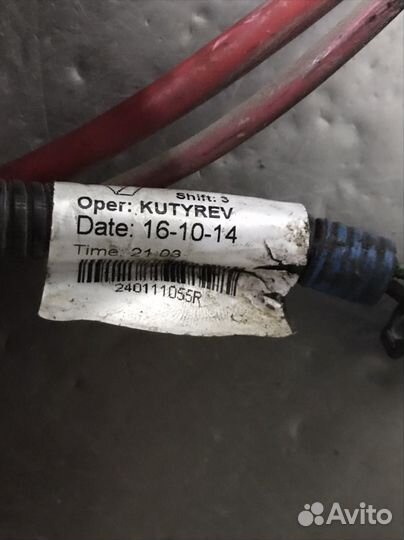 Shift: 3
Oper: KUTYREV
Date: 16-10-14
Time: 21:03
240111055R
Avito